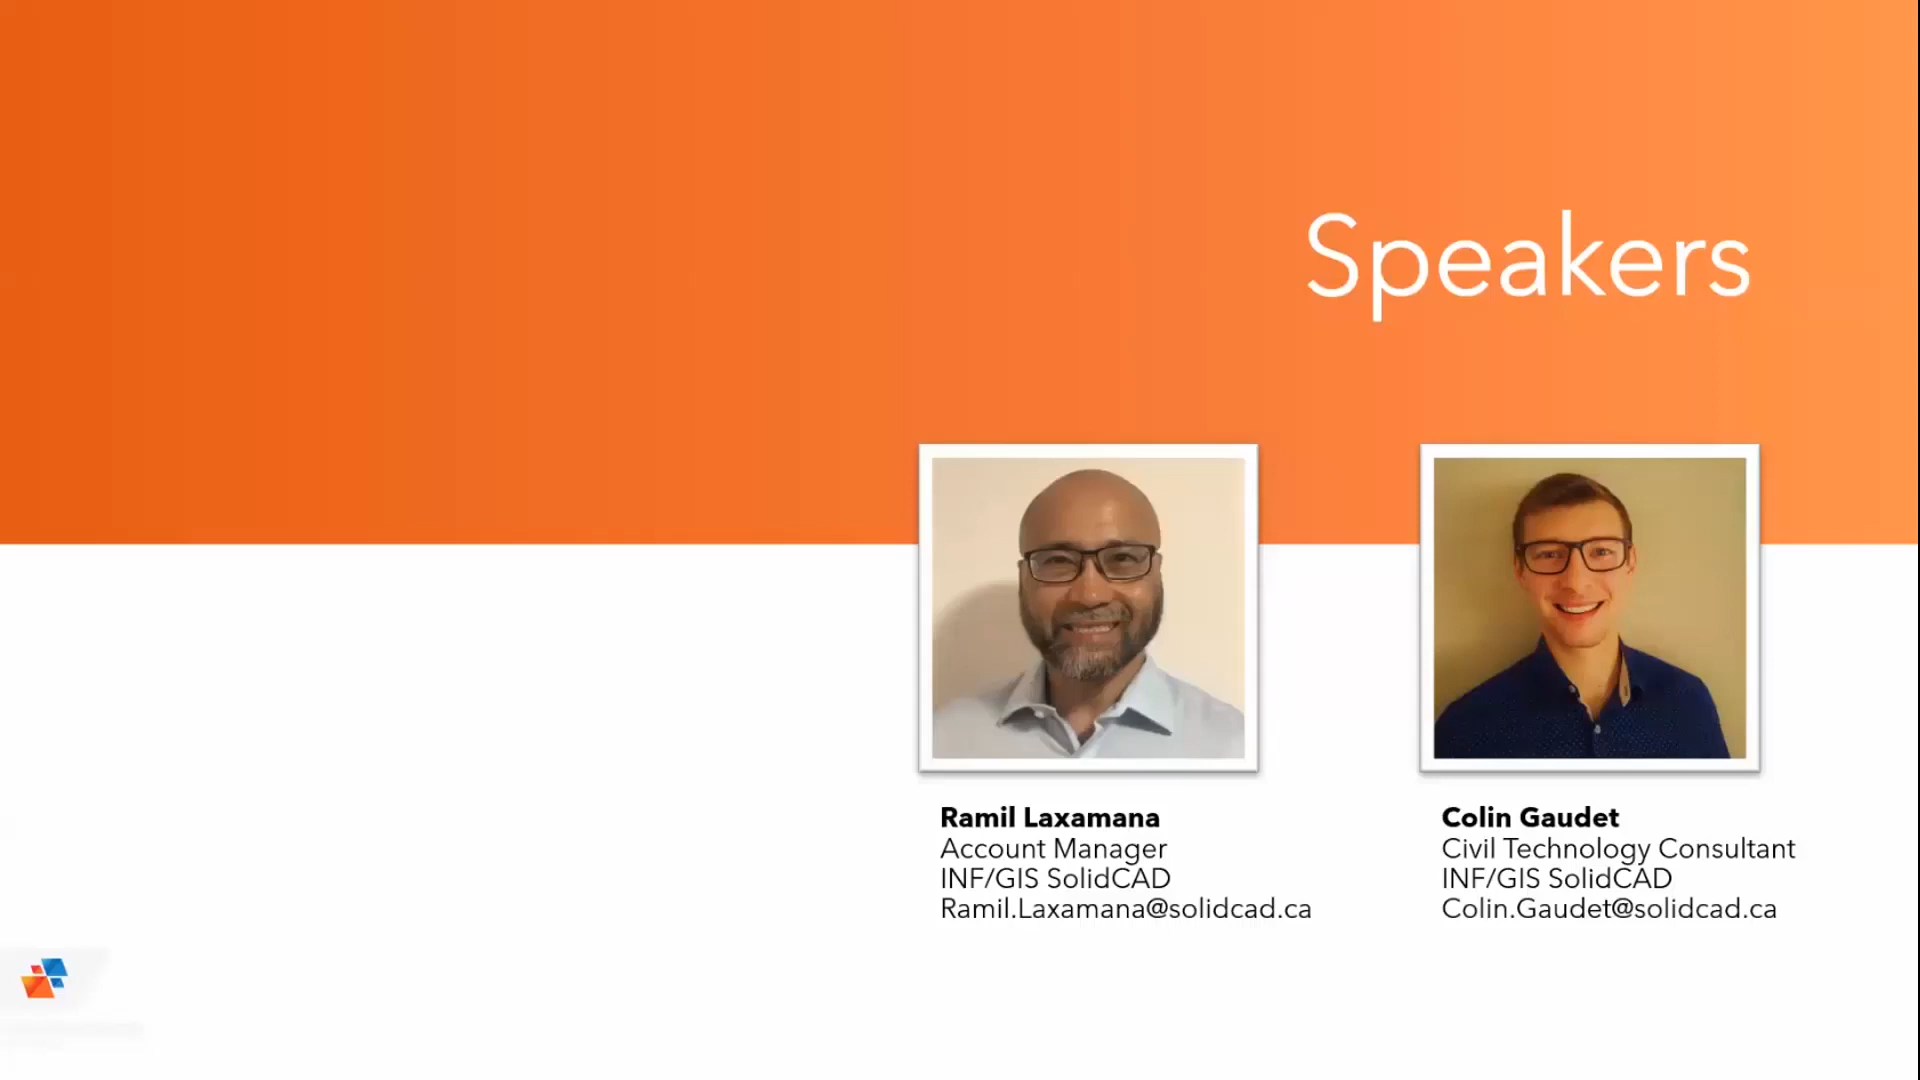 Speakers
Ramil Laxamana
Account Manager
INF/GIS SolidCAD
Ramil.Laxamana@solidcad.ca
Colin Gaudet
Civil Technology Consultant
INF/GIS SolidCAD
Colin.Gaudet@solidcad.ca